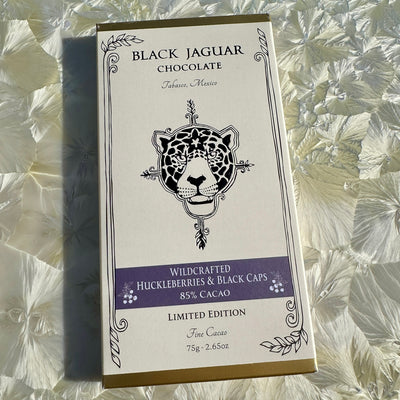 BLACK JAGUAR
CHOCOLATE
Tabasco, Mexico
WILDCRAFTED
HUCKLEBERRIES & BLACK CAPS
85% CACAO
LIMITED EDITION
Fine Cacao
75g - 2.65oz